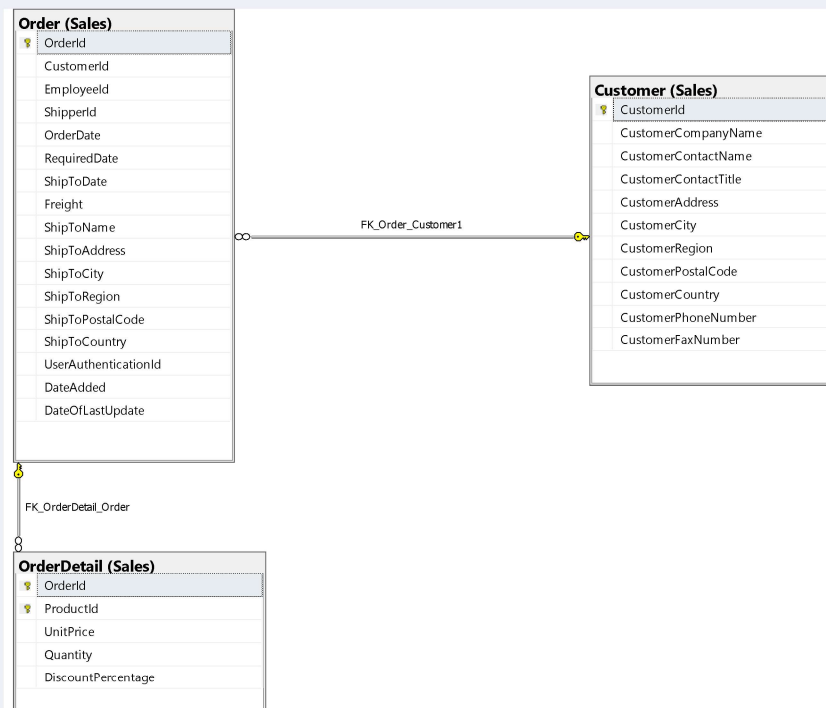 Order (Sales)
OrderId
CustomerId
EmployeeId
ShipperId
OrderDate
RequiredDate
ShipToDate
Freight
ShipToName
ShipToAddress
ShipToCity
ShipToRegion
ShipToPostalCode
ShipToCountry
UserAuthenticationId
DateAdded
DateOfLastUpdate
FK_Order_Customer1
Customer (Sales)
CustomerId
CustomerCompanyName
CustomerContactName
CustomerContactTitle
CustomerAddress
CustomerCity
CustomerRegion
CustomerPostalCode
CustomerCountry
CustomerPhoneNumber
CustomerFaxNumber
FK_OrderDetail_Order
OrderDetail (Sales)
OrderId
ProductId
UnitPrice
Quantity
DiscountPercentage